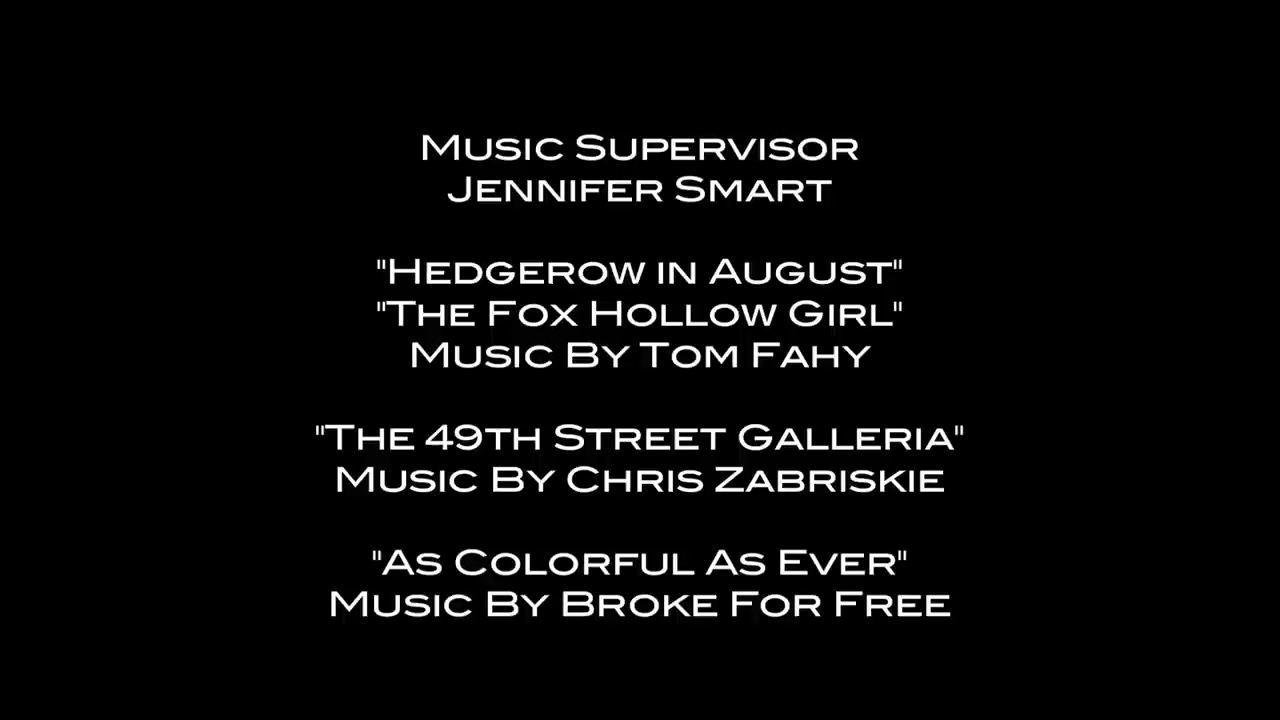 Music Supervisor
Jennifer Smart
"Hedgerow in August"
"The Fox Hollow Girl"
Music By Tom Fahy
"The 49th Street Galleria"
Music By Chris Zabriskie
"As Colorful As Ever"
Music By Broke For Free